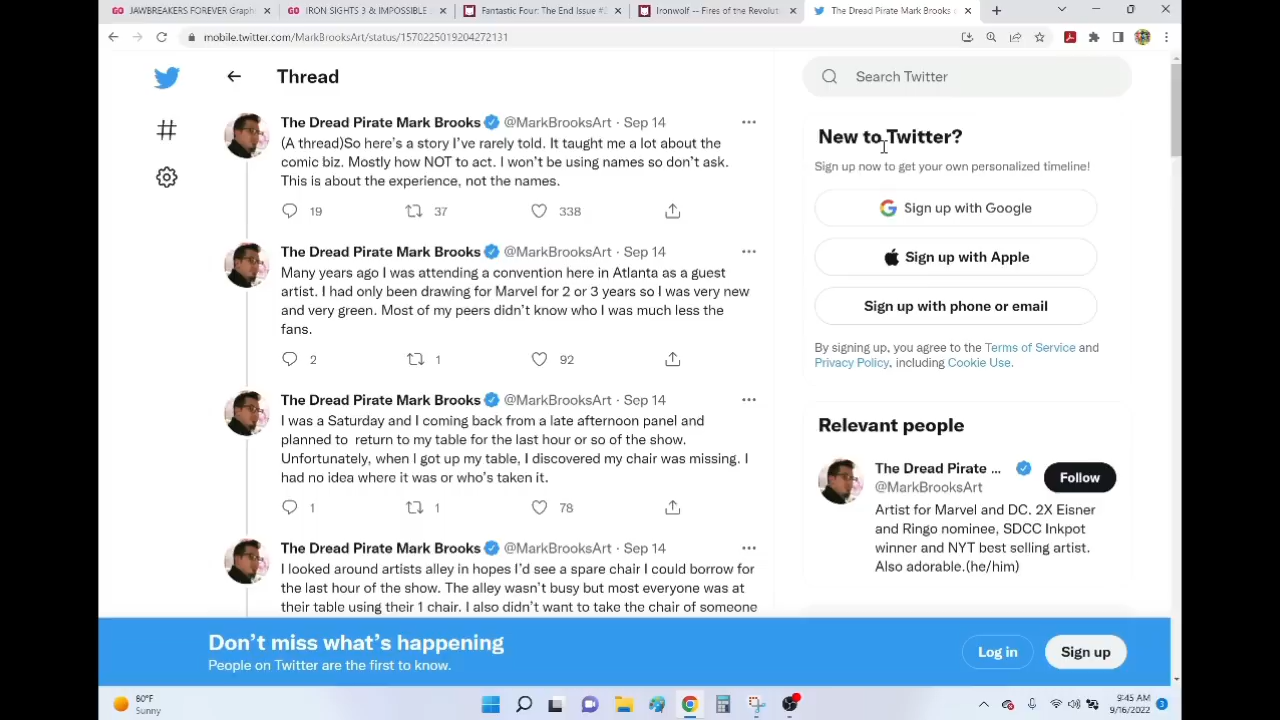 JAWBREAKERS FOREVER Graph
IRON SIGHTS 3 & IMPOSSIBLE
Fantastic Four: The End Issue #
Ironwolf -- Fires of the Revolut
The Dread Pirate Mark Brooks
mobile.twitter.com/MarkBrooksArt/status/1570225019204272131
Thread
The Dread Pirate Mark Brooks @MarkBrooksArt · Sep 14
(A thread)So here's a story I've rarely told. It taught me a lot about the
comic biz. Mostly how NOT to act. I won't be using names so don't ask.
This is about the experience, not the names.
19 37 338
The Dread Pirate Mark Brooks @MarkBrooksArt · Sep 14
Many years ago I was attending a convention here in Atlanta as a guest
artist. I had only been drawing for Marvel for 2 or 3 years so I was very new
and very green. Most of my peers didn't know who I was much less the
fans.
2 1 92
The Dread Pirate Mark Brooks @MarkBrooksArt · Sep 14
I was a Saturday and I coming back from a late afternoon panel and
planned to return to my table for the last hour or so of the show.
Unfortunately, when I got up my table, I discovered my chair was missing. I
had no idea where it was or who's taken it.
1 1 78
The Dread Pirate Mark Brooks @MarkBrooksArt · Sep 14
I looked around artists alley in hopes I'd see a spare chair I could borrow for
the last hour of the show. The alley wasn't busy but most everyone was at
their table using their 1 chair. I also didn't want to take the chair of someone
Search Twitter
New to Twitter?
Sign up now to get your own personalized timeline!
Sign up with Google
Sign up with Apple
Sign up with phone or email
By signing up, you agree to the Terms of Service and
Privacy Policy, including Cookie Use.
Relevant people
The Dread Pirate ...
@MarkBrooksArt
Follow
Artist for Marvel and DC. 2X Eisner
and Ringo nominee, SDCC Inkpot
winner and NYT best selling artist.
Also adorable.(he/him)
Don't miss what's happening
People on Twitter are the first to know.
Log in
Sign up
60°F
Sunny
9:45 AM
9/16/2022
3